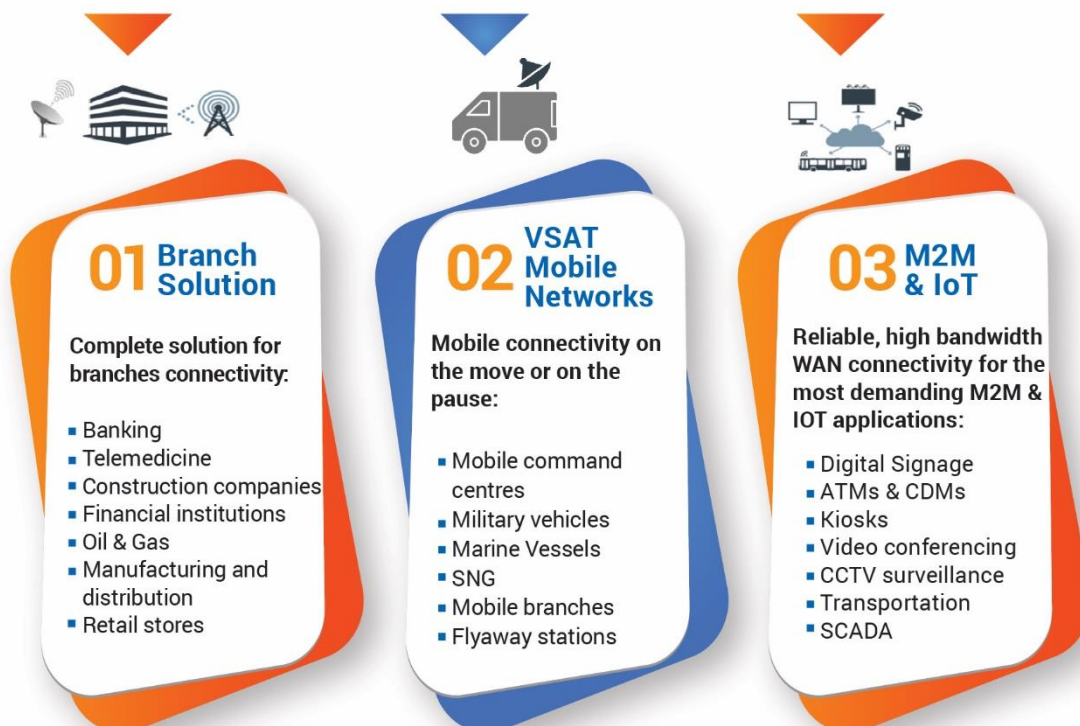 01 Branch
Solution
Complete solution for
branches connectivity:
Banking
Telemedicine
Construction companies
Financial institutions
Oil & Gas
Manufacturing and
distribution
Retail stores
02 VSAT
Mobile
Networks
Mobile connectivity on
the move or on the
pause:
Mobile command
centres
Military vehicles
Marine Vessels
SNG
Mobile branches
Flyaway stations
03 M2M
& IoT
Reliable, high bandwidth
WAN connectivity for the
most demanding M2M &
IOT applications:
Digital Signage
ATMs & CDMs
Kiosks
Video conferencing
CCTV surveillance
Transportation
SCADA